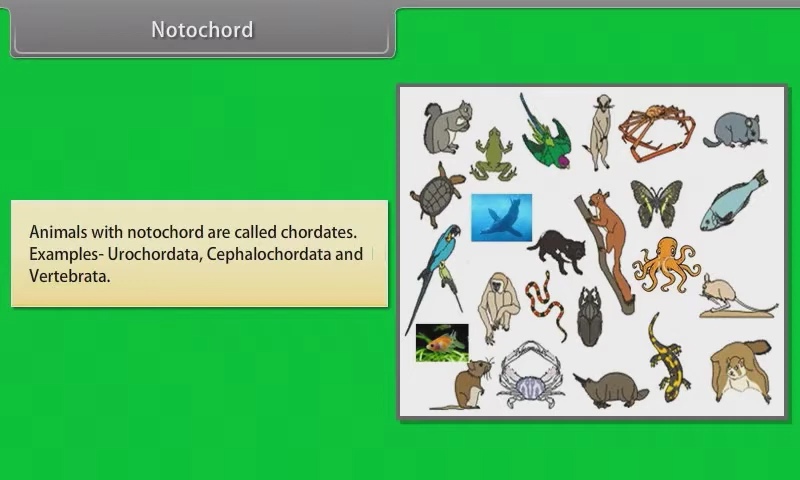 Notochord
Animals with notochord are called chordates.
Examples- Urochordata, Cephalochordata and
Vertebrata.